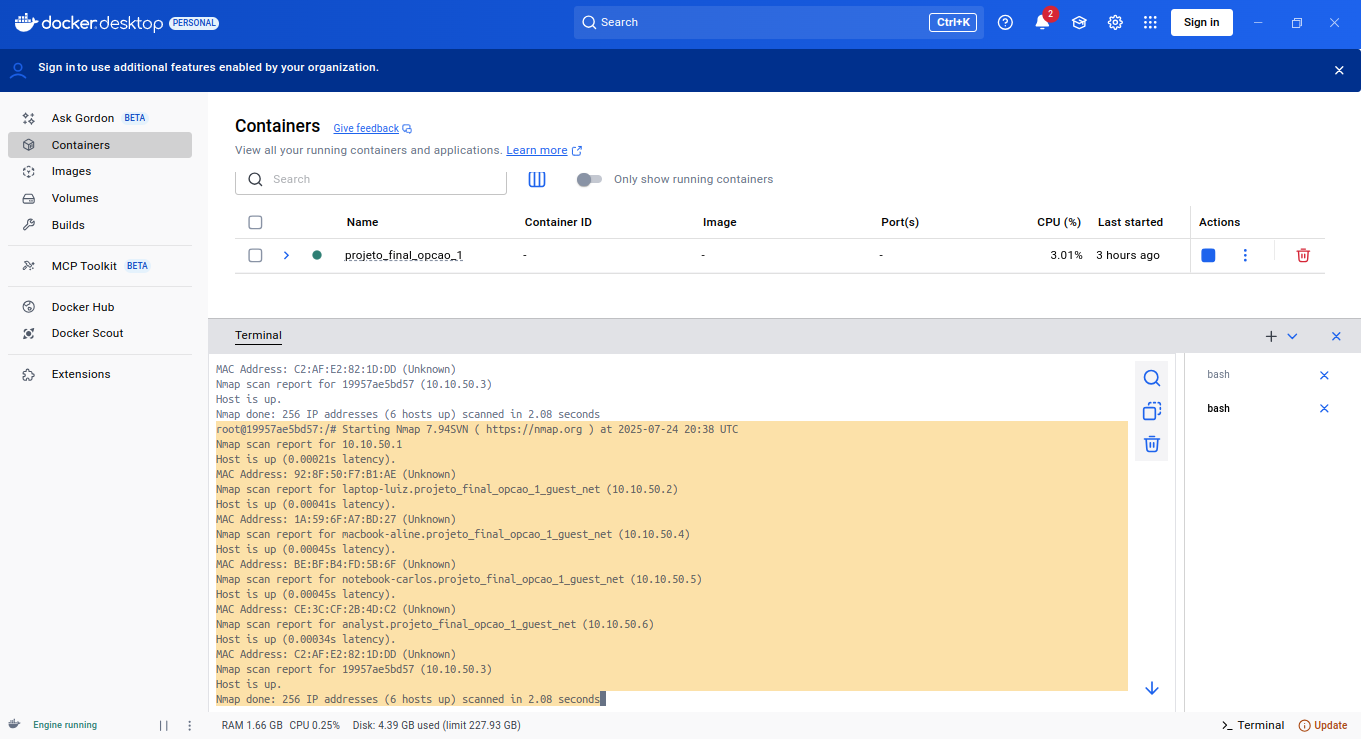 docker.desktop PERSONAL
Search Ctrl+K
2
Sign in
Sign in to use additional features enabled by your organization.
Ask Gordon BETA
Containers
Images
Volumes
Builds
MCP Toolkit BETA
Docker Hub
Docker Scout
Extensions
Containers Give feedback
View all your running containers and applications. Learn more
Search
Only show running containers
Name Container ID Image Port(s) CPU (%) Last started Actions
projeto_final_opcao_1 - - - 3.01% 3 hours ago
Terminal
MAC Address: C2:AF:E2:82:1D:DD (Unknown)
Nmap scan report for 19957ae5bd57 (10.10.50.3)
Host is up.
Nmap done: 256 IP addresses (6 hosts up) scanned in 2.08 seconds
root@19957ae5bd57:/# Starting Nmap 7.94SVN ( https://nmap.org ) at 2025-07-24 20:38 UTC
Nmap scan report for 10.10.50.1
Host is up (0.00021s latency).
MAC Address: 92:8F:50:F7:B1:AE (Unknown)
Nmap scan report for laptop-luiz.projeto_final_opcao_1_guest_net (10.10.50.2)
Host is up (0.00041s latency).
MAC Address: 1A:59:6F:A7:BD:27 (Unknown)
Nmap scan report for macbook-aline.projeto_final_opcao_1_guest_net (10.10.50.4)
Host is up (0.00045s latency).
MAC Address: BE:BF:B4:FD:5B:6F (Unknown)
Nmap scan report for notebook-carlos.projeto_final_opcao_1_guest_net (10.10.50.5)
Host is up (0.00045s latency).
MAC Address: CE:3C:CF:2B:4D:C2 (Unknown)
Nmap scan report for analyst.projeto_final_opcao_1_guest_net (10.10.50.6)
Host is up (0.00034s latency).
MAC Address: C2:AF:E2:82:1D:DD (Unknown)
Nmap scan report for 19957ae5bd57 (10.10.50.3)
Host is up.
Nmap done: 256 IP addresses (6 hosts up) scanned in 2.08 seconds
bash
bash
Engine running
RAM 1.66 GB CPU 0.25% Disk: 4.39 GB used (limit 227.93 GB)
Terminal
Update